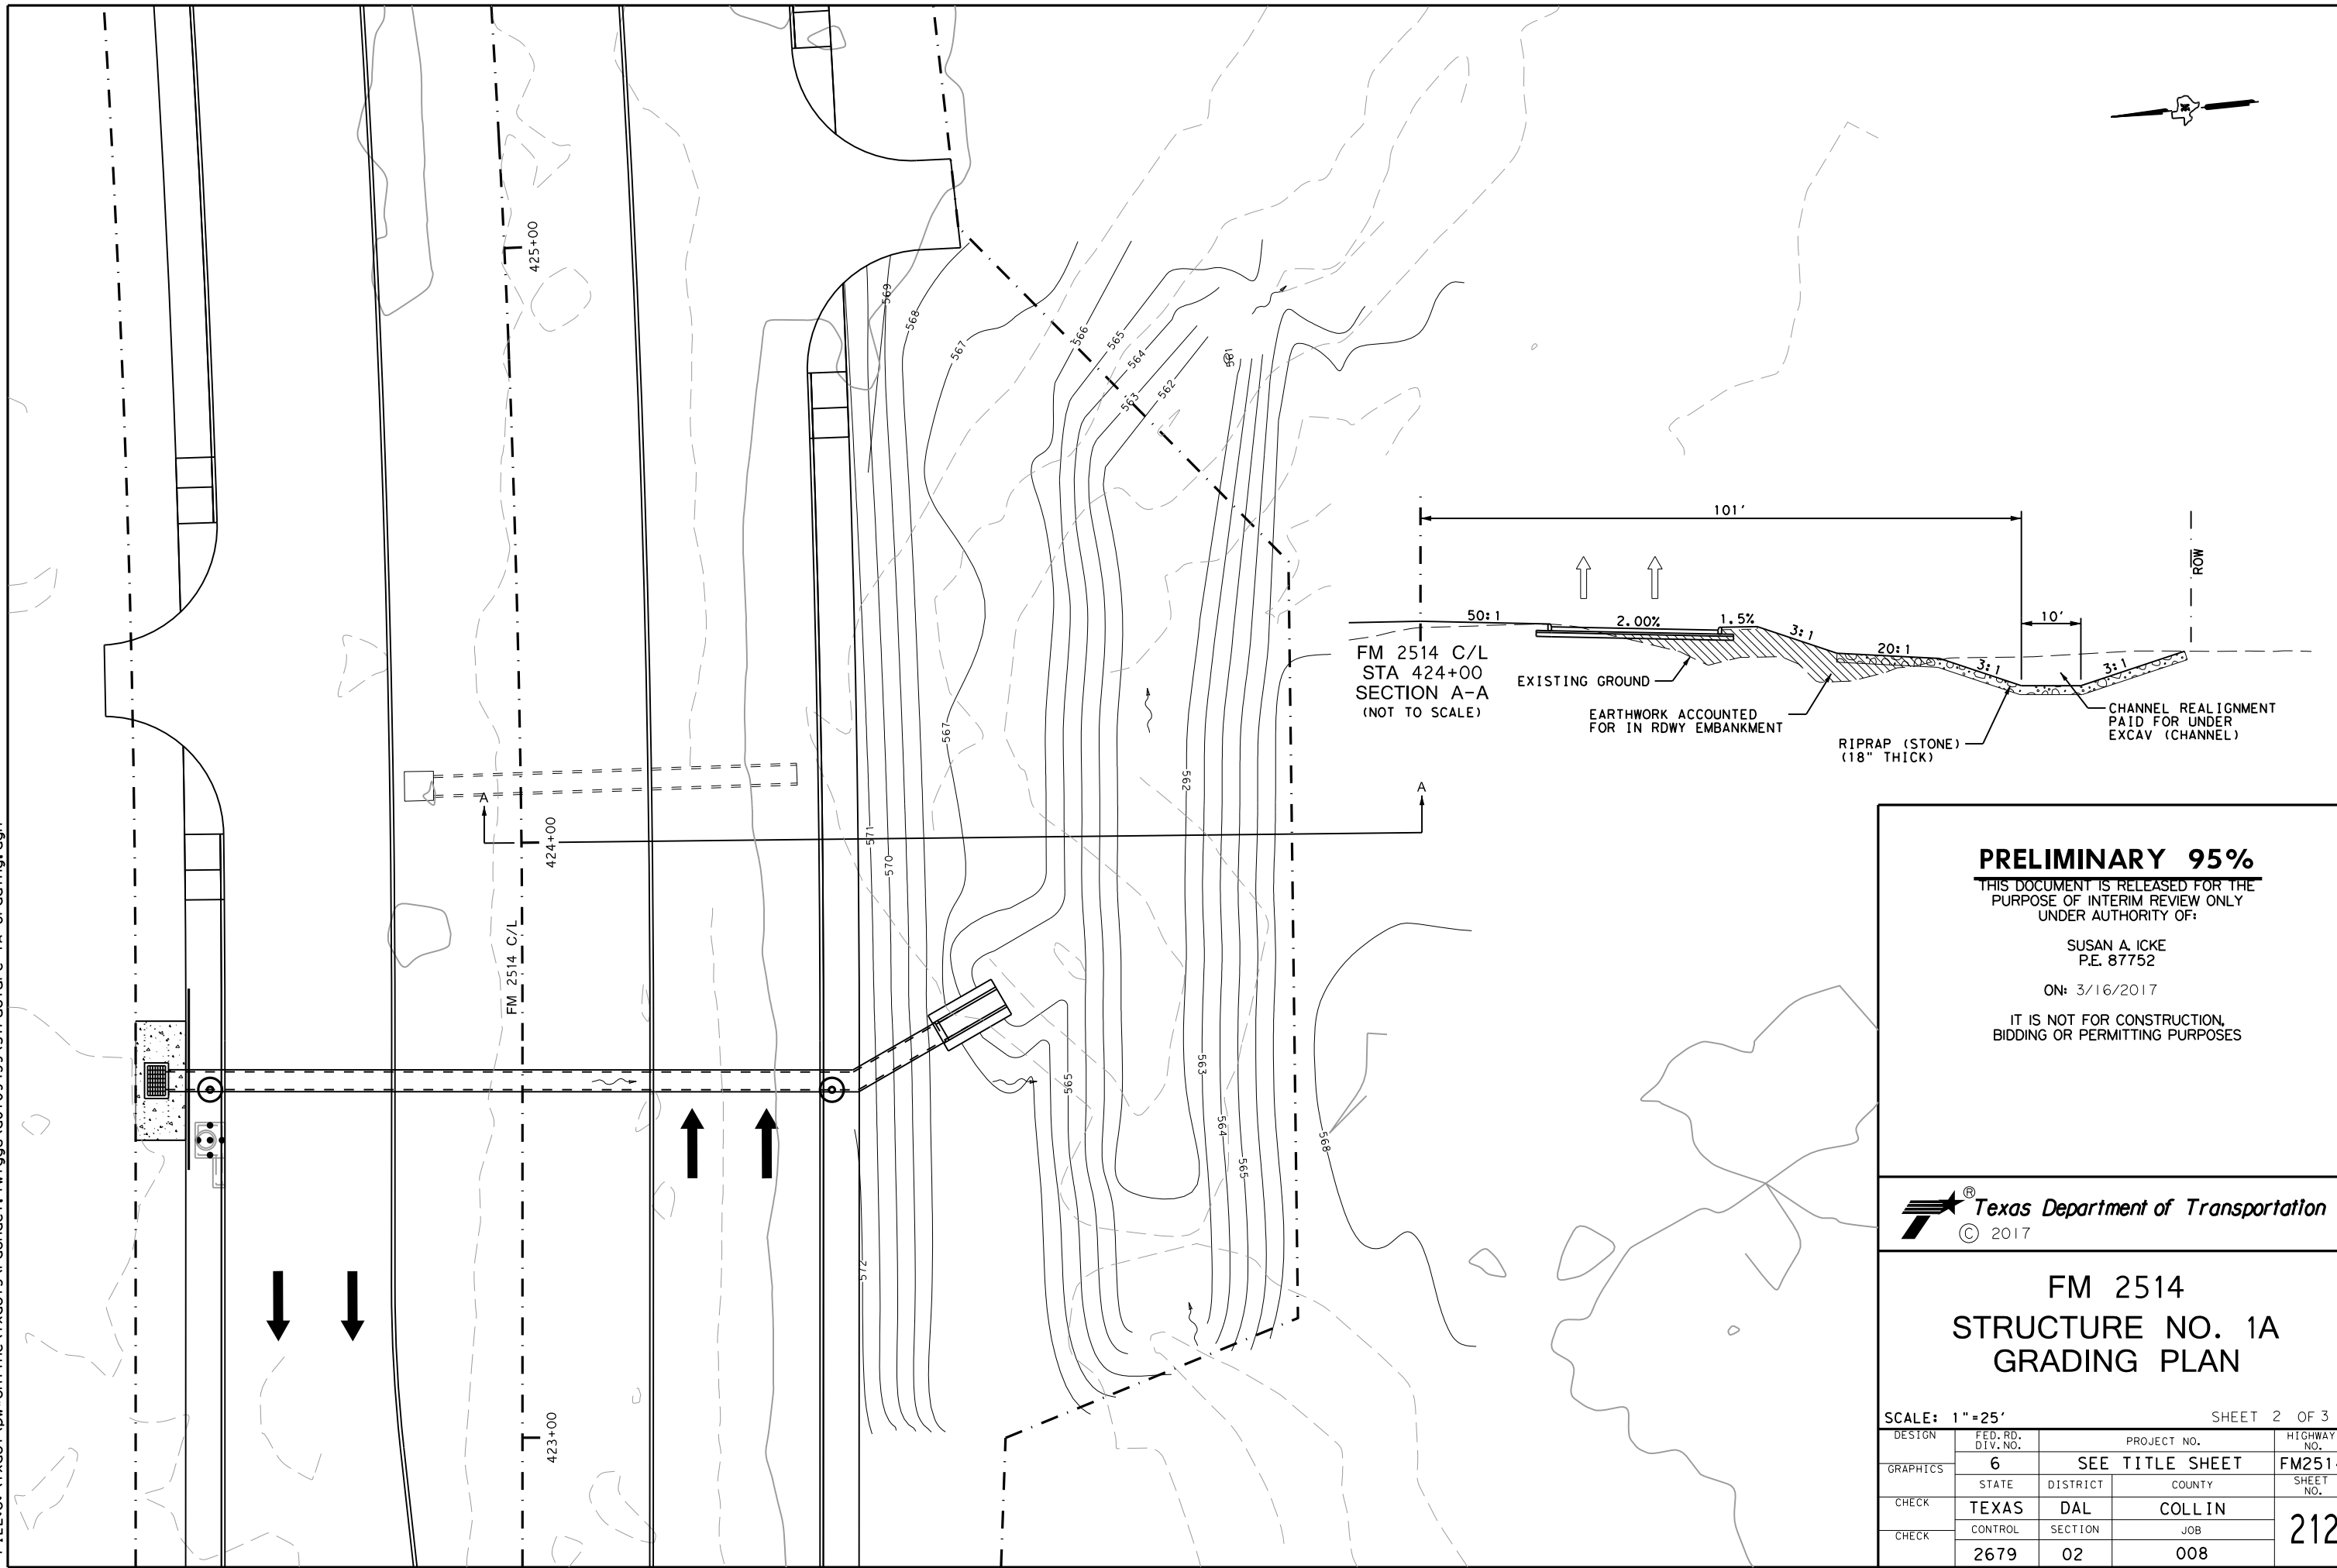 425+00
569
568
567
566
565
564
563
562
561
101'
ROW
50:1
2.00%
1.5%
3:1
20:1
3:1
10'
3:1
FM 2514 C/L
STA 424+00
SECTION A-A
(NOT TO SCALE)
EXISTING GROUND
EARTHWORK ACCOUNTED
FOR IN RDWY EMBANKMENT
RIPRAP (STONE)
(18" THICK)
CHANNEL REALIGNMENT
PAID FOR UNDER
EXCAV (CHANNEL)
567
562
A
A
424+00
571
570
FM 2514 C/L
563
565
564
565
568
572
423+00
PRELIMINARY 95%
THIS DOCUMENT IS RELEASED FOR THE
PURPOSE OF INTERIM REVIEW ONLY
UNDER AUTHORITY OF:
SUSAN A. ICKE
P.E. 87752
ON: 3/16/2017
IT IS NOT FOR CONSTRUCTION,
BIDDING OR PERMITTING PURPOSES
® Texas Department of Transportation
© 2017
FM 2514
STRUCTURE NO. 1A
GRADING PLAN
SCALE: 1"=25' SHEET 2 OF 3
DESIGN FED.RD. DIV.NO. PROJECT NO. HIGHWAY NO.
GRAPHICS 6 SEE TITLE SHEET FM251
STATE DISTRICT COUNTY SHEET NO.
CHECK TEXAS DAL COLLIN 212
CHECK CONTROL SECTION JOB
2679 02 008